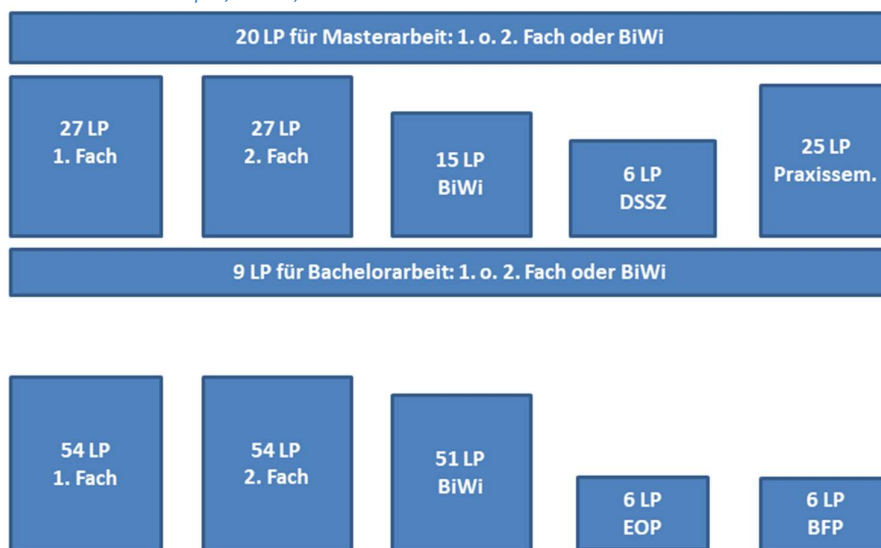 20 LP für Masterarbeit: 1. o. 2. Fach oder BiWi
27 LP
1. Fach
27 LP
2. Fach
15 LP
BiWi
6 LP
DSSZ
25 LP
Praxissem.
9 LP für Bachelorarbeit: 1. o. 2. Fach oder BiWi
54 LP
1. Fach
54 LP
2. Fach
51 LP
BiWi
6 LP
EOP
6 LP
BFP